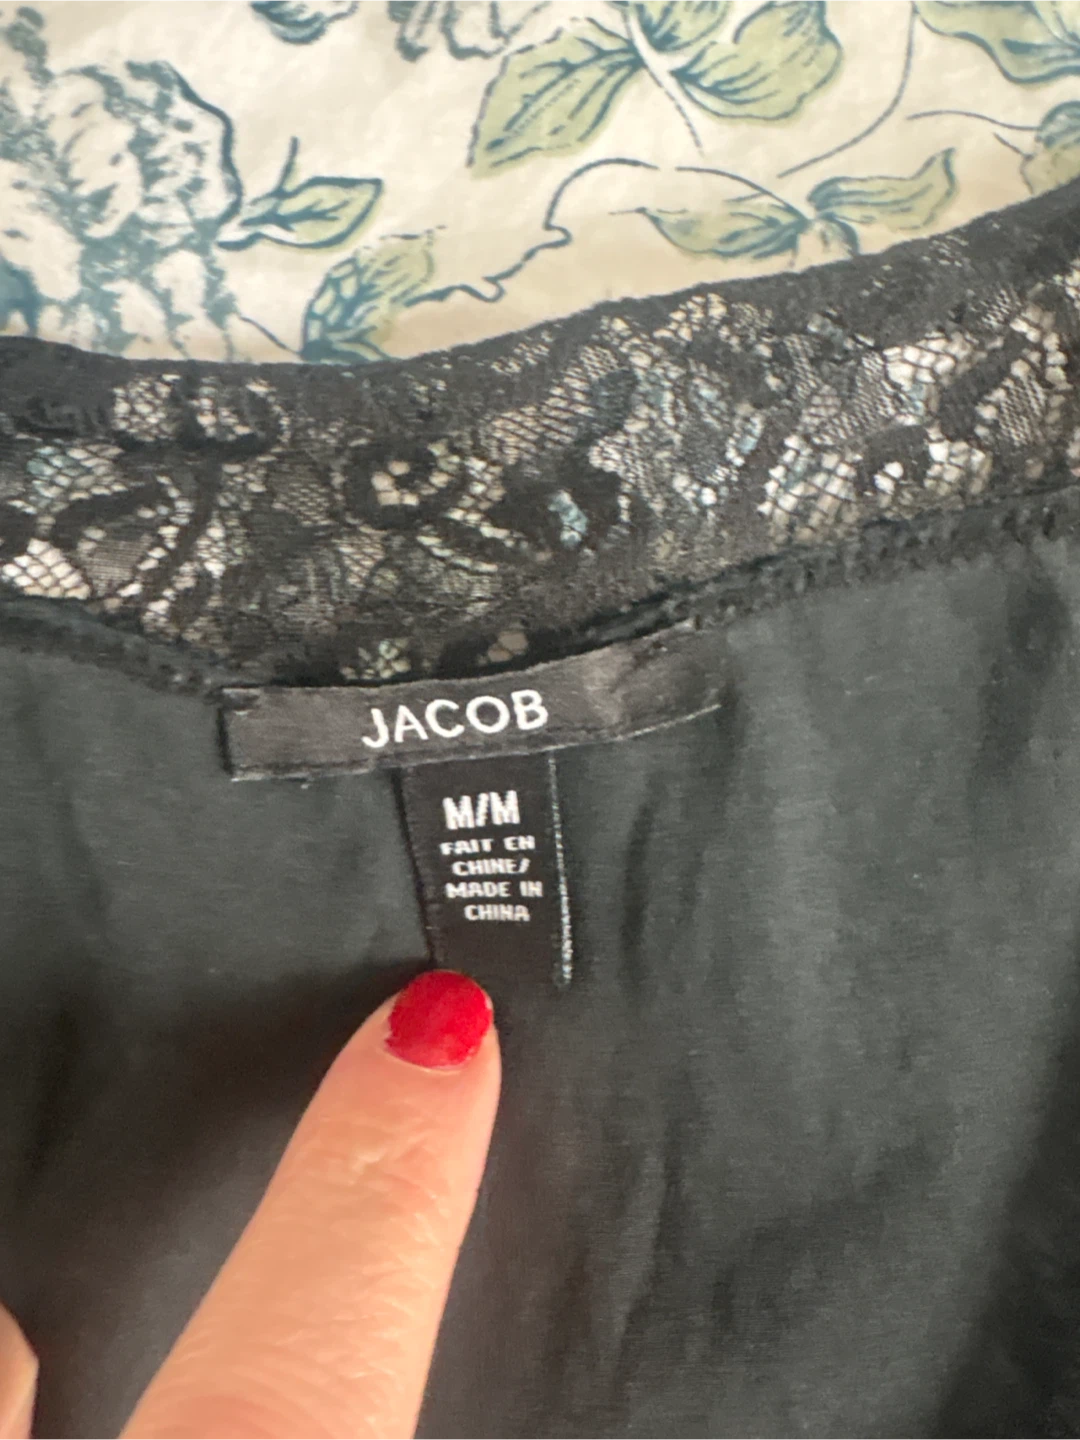 JACOB
M/M
FAIT EN
CHINE/
MADE IN
CHINA